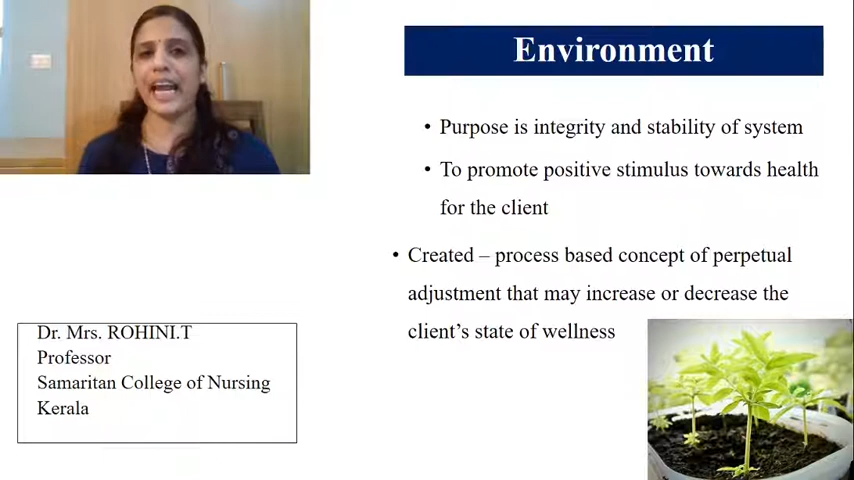 Environment
• Purpose is integrity and stability of system
• To promote positive stimulus towards health
for the client
• Created – process based concept of perpetual
adjustment that may increase or decrease the
client’s state of wellness
Dr. Mrs. ROHINI.T
Professor
Samaritan College of Nursing
Kerala